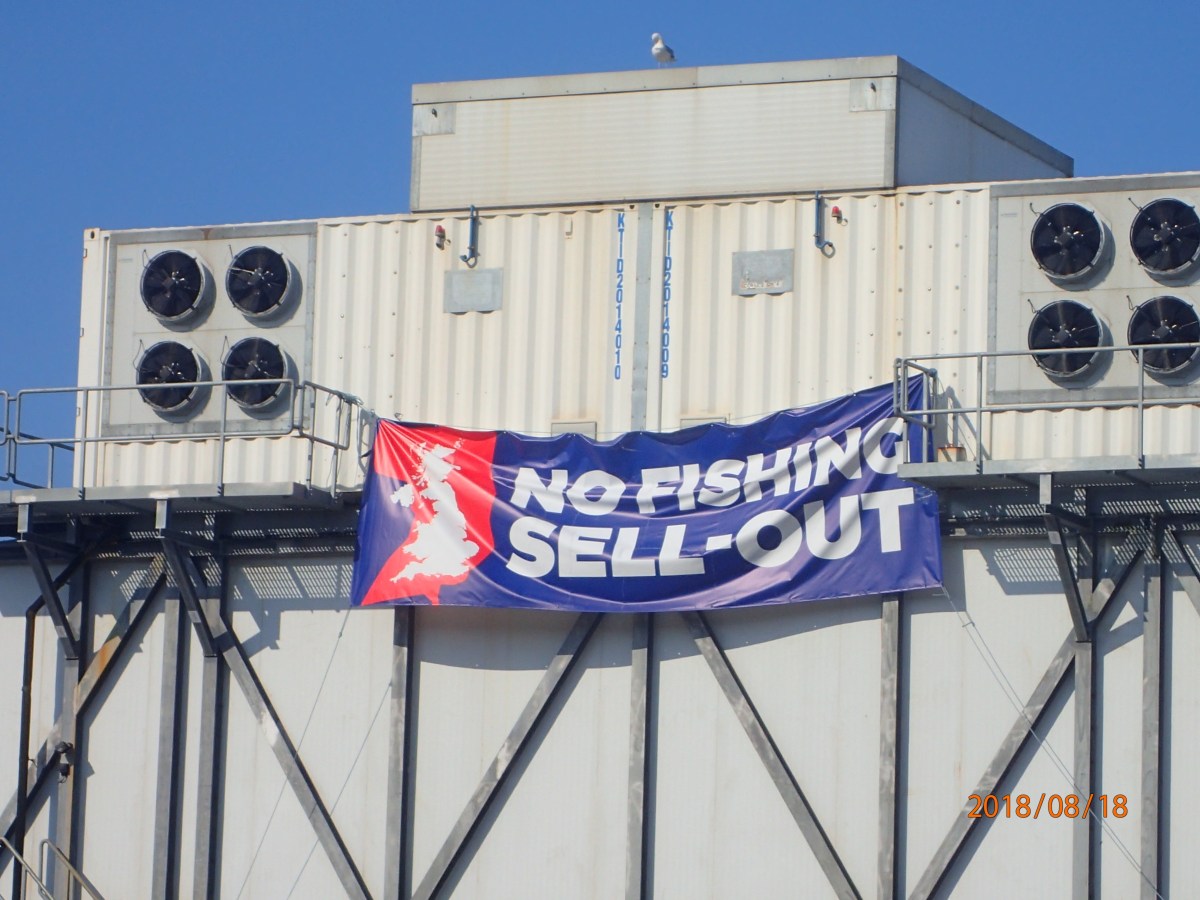 KTID2014010
KTID2014009
NO FISHING
SELL-OUT
2018/08/18